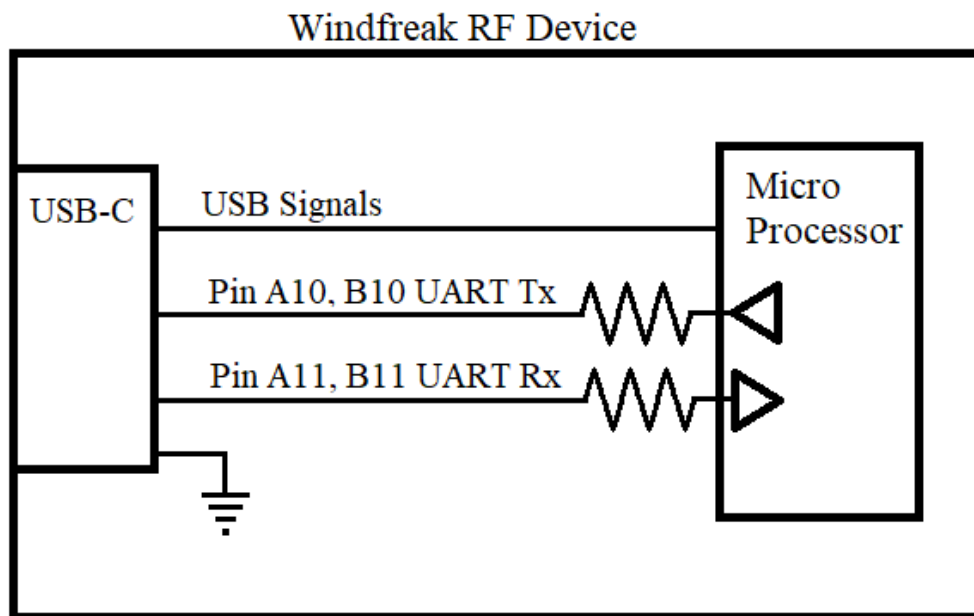 Windfreak RF Device
USB-C
USB Signals
Micro
Processor
Pin A10, B10 UART Tx
Pin A11, B11 UART Rx